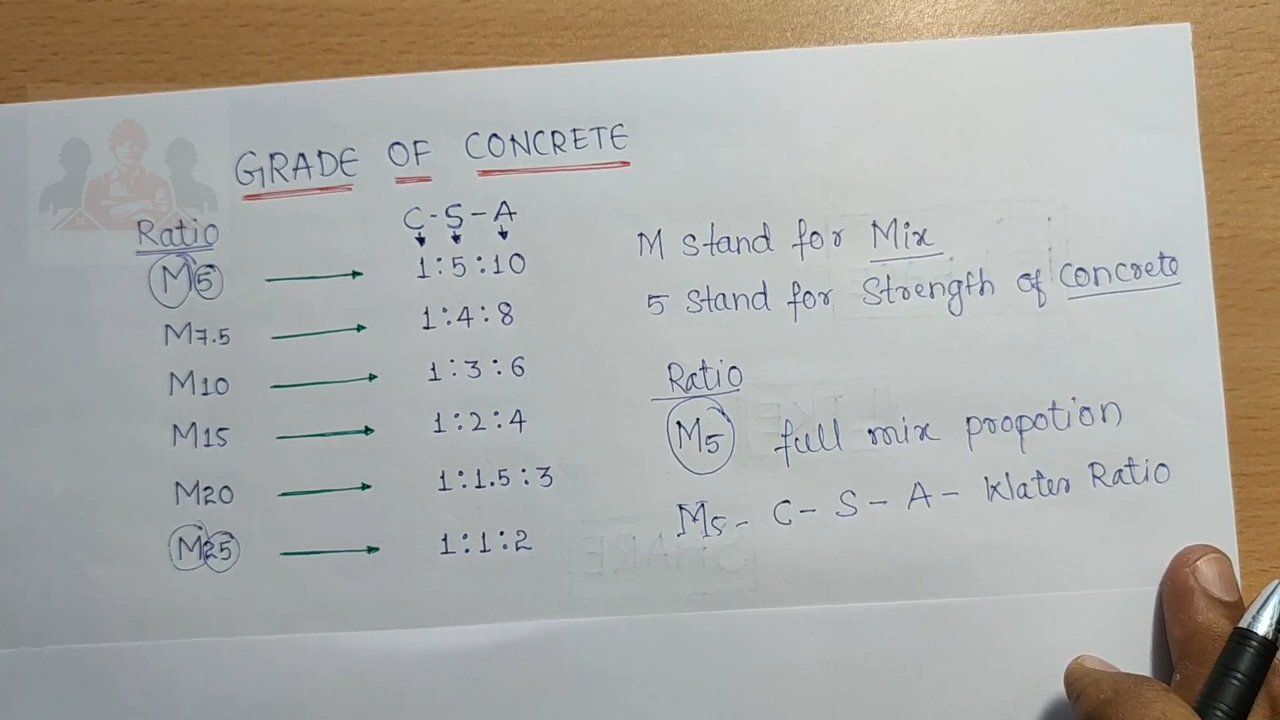 GRADE OF CONCRETE
Ratio
C-S-A
M5 → 1:5:10
M7.5 → 1:4:8
M10 → 1:3:6
M15 → 1:2:4
M20 → 1:1.5:3
M25 → 1:1:2
M stand for Mix
5 Stand for Strength of Concrete
Ratio
M5 full mix propotion
M5- C- S- A- Water Ratio
LIKE
SHARE